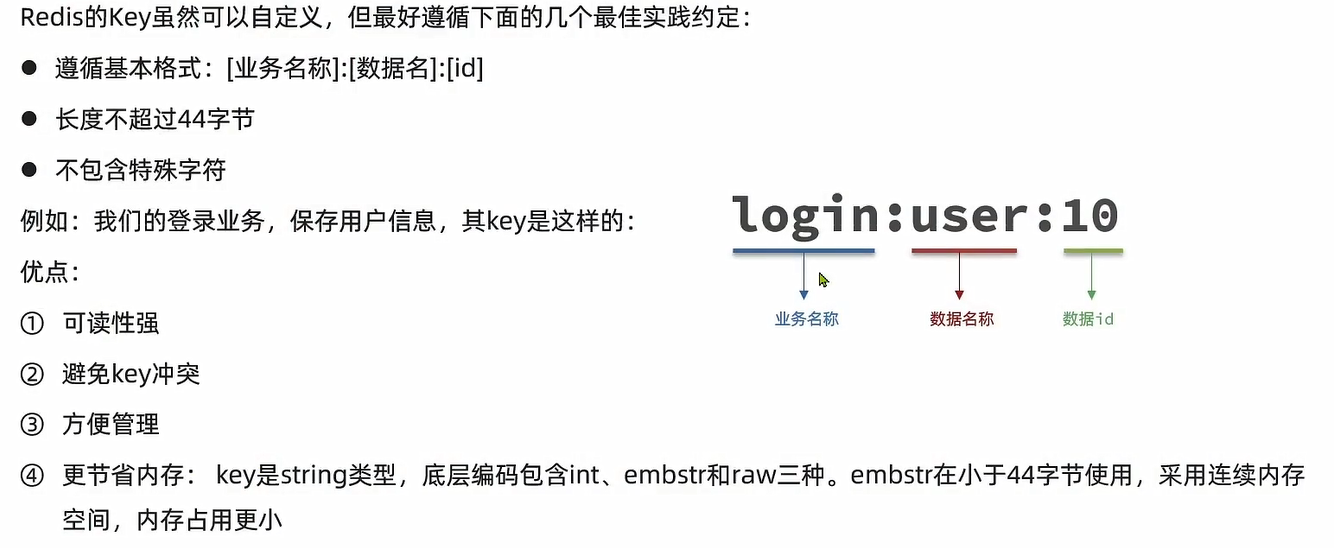 Redis的Key虽然可以自定义，但最好遵循下面的几个最佳实践约定：
● 遵循基本格式：[业务名称]:[数据名]:[id]
● 长度不超过44字节
● 不包含特殊字符
例如：我们的登录业务，保存用户信息，其key是这样的：
login:user:10
业务名称 数据名称 数据id
优点：
① 可读性强
② 避免key冲突
③ 方便管理
④ 更节省内存： key是string类型，底层编码包含int、embstr和raw三种。embstr在小于44字节使用，采用连续内存
空间，内存占用更小